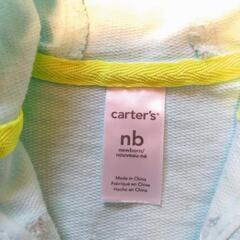 carter's®
nb
newborn/
nouveau-né
Made in China
Fabriqué en Chine
Hecho en China